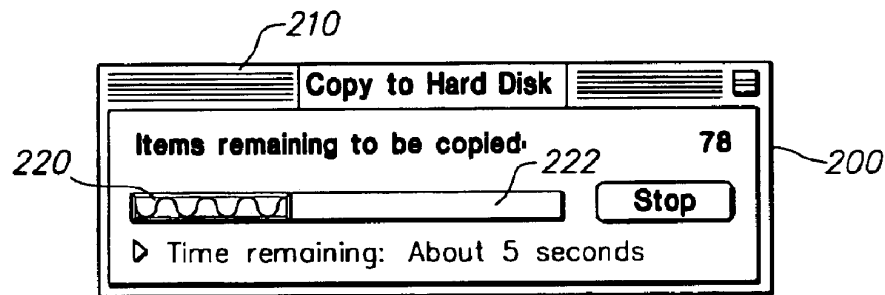 210
Copy to Hard Disk
Items remaining to be copied: 78
220
222
200
Stop
Time remaining: About 5 seconds